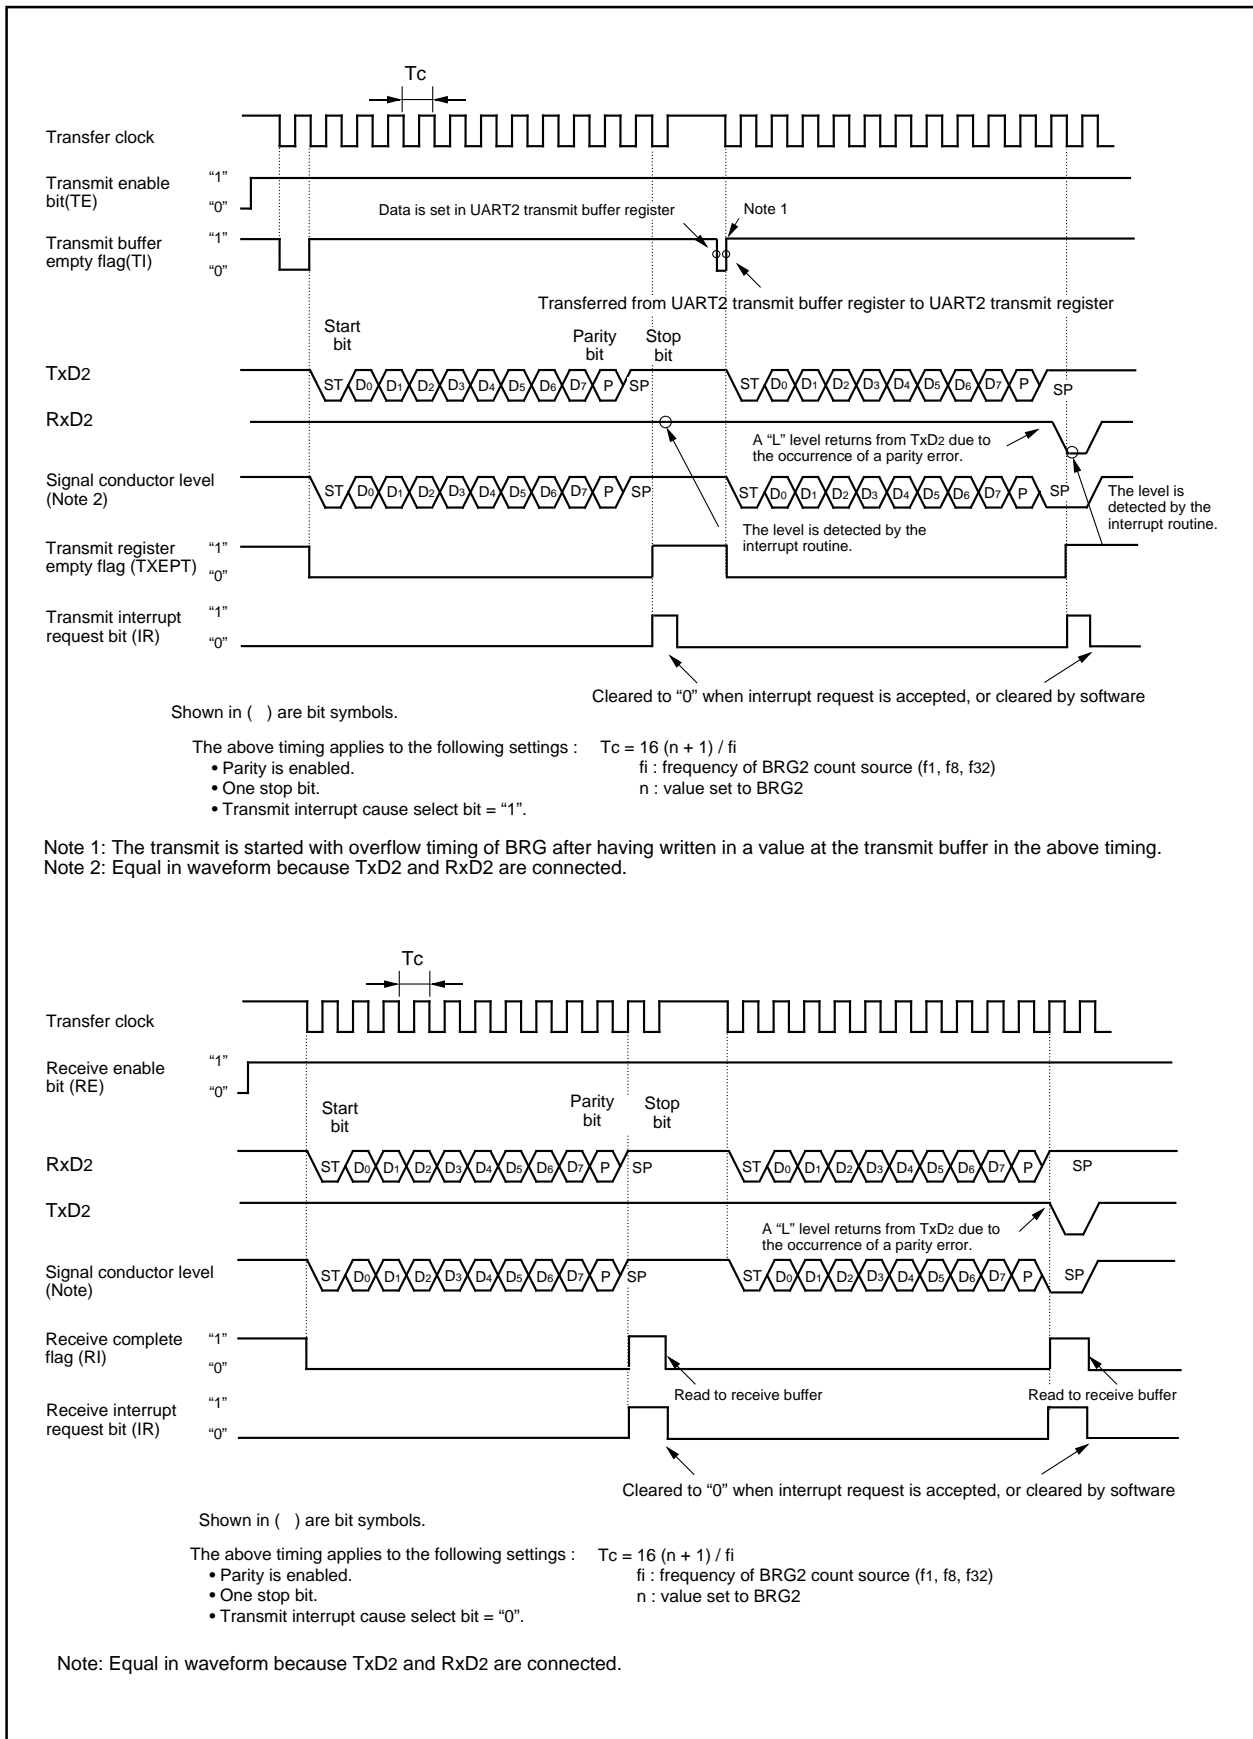 Tc
Transfer clock
Transmit enable
bit(TE)
“1”
“0”
Data is set in UART2 transmit buffer register
Note 1
Transmit buffer
empty flag(TI)
“1”
“0”
Transferred from UART2 transmit buffer register to UART2 transmit register
Start
bit
Parity
bit
Stop
bit
TxD2
ST D0 D1 D2 D3 D4 D5 D6 D7 P SP
ST D0 D1 D2 D3 D4 D5 D6 D7 P SP
RxD2
A “L” level returns from TxD2 due to
the occurrence of a parity error.
Signal conductor level
(Note 2)
ST D0 D1 D2 D3 D4 D5 D6 D7 P SP
ST D0 D1 D2 D3 D4 D5 D6 D7 P SP
The level is
detected by the
interrupt routine.
The level is detected by the
interrupt routine.
Transmit register
empty flag (TXEPT)
“1”
“0”
Transmit interrupt
request bit (IR)
“1”
“0”
Cleared to “0” when interrupt request is accepted, or cleared by software
Shown in ( ) are bit symbols.
The above timing applies to the following settings :
• Parity is enabled.
• One stop bit.
• Transmit interrupt cause select bit = “1”.
Tc = 16 (n + 1) / fi
fi : frequency of BRG2 count source (f1, f8, f32)
n : value set to BRG2
Note 1: The transmit is started with overflow timing of BRG after having written in a value at the transmit buffer in the above timing.
Note 2: Equal in waveform because TxD2 and RxD2 are connected.
Tc
Transfer clock
Receive enable
bit (RE)
“1”
“0”
Start
bit
Parity
bit
Stop
bit
RxD2
ST D0 D1 D2 D3 D4 D5 D6 D7 P SP
ST D0 D1 D2 D3 D4 D5 D6 D7 P SP
TxD2
A “L” level returns from TxD2 due to
the occurrence of a parity error.
Signal conductor level
(Note)
ST D0 D1 D2 D3 D4 D5 D6 D7 P SP
ST D0 D1 D2 D3 D4 D5 D6 D7 P SP
Receive complete
flag (RI)
“1”
“0”
Read to receive buffer
Read to receive buffer
Receive interrupt
request bit (IR)
“1”
“0”
Cleared to “0” when interrupt request is accepted, or cleared by software
Shown in ( ) are bit symbols.
The above timing applies to the following settings :
• Parity is enabled.
• One stop bit.
• Transmit interrupt cause select bit = “0”.
Tc = 16 (n + 1) / fi
fi : frequency of BRG2 count source (f1, f8, f32)
n : value set to BRG2
Note: Equal in waveform because TxD2 and RxD2 are connected.